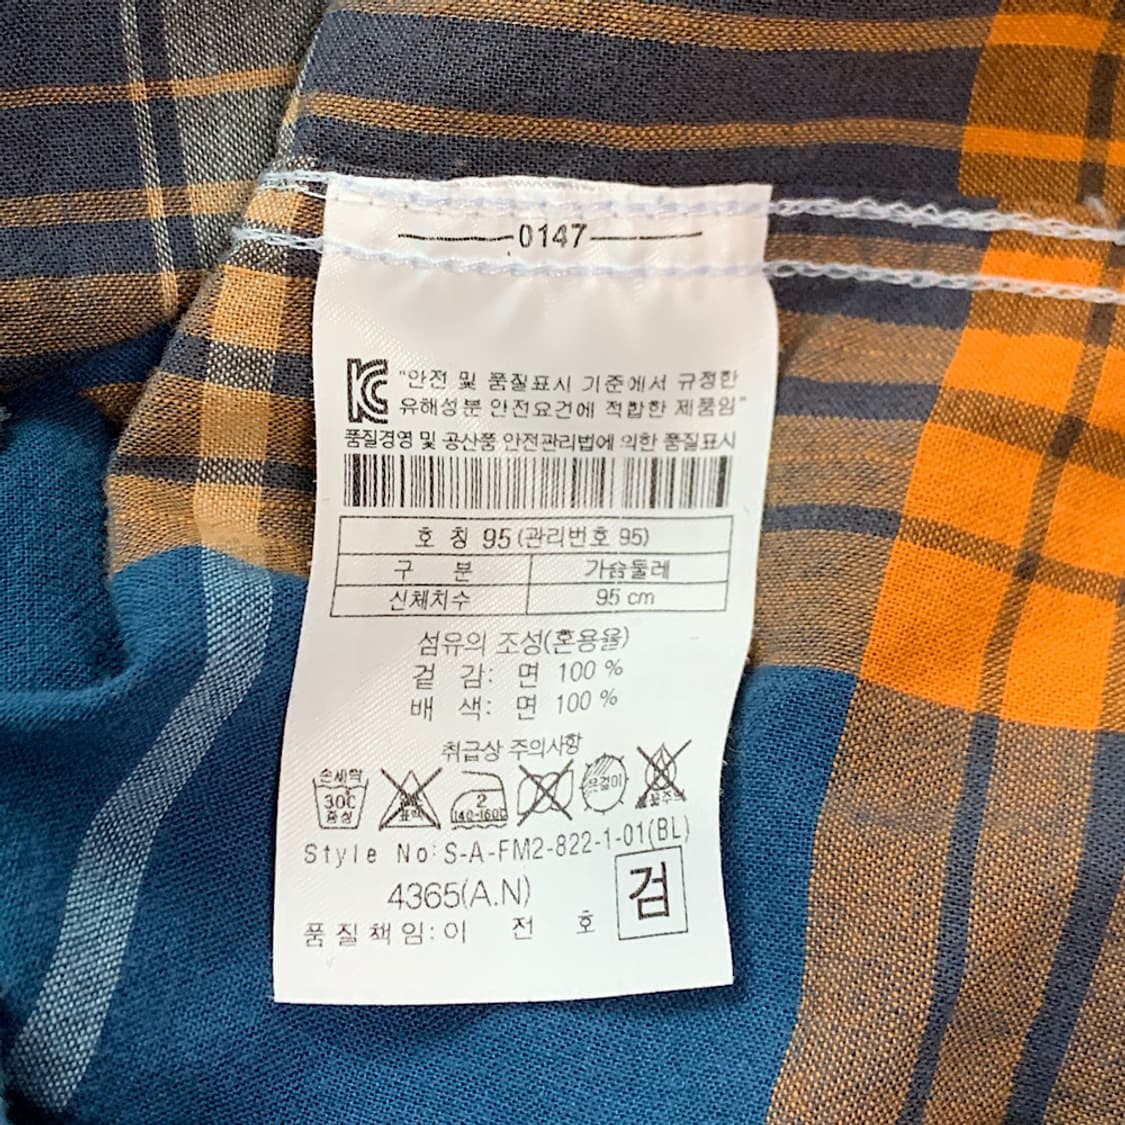 0147
"안전 및 품질표시 기준에서 규정한
유해성분 안전요건에 적합한 제품임"
품질경영 및 공산품 안전관리법에 의한 품질표시
호 칭 95 (관리번호 95)
구 분 가슴둘레
신체치수 95 cm
섬유의 조성(혼용율)
겉 감: 면 100 %
배 색: 면 100 %
취급상 주의사항
손세탁
30℃
중성
2
140-160℃
Style No: S-A-FM2-822-1-01(BL)
4365(A.N)
검
품질책임: 이 전 호